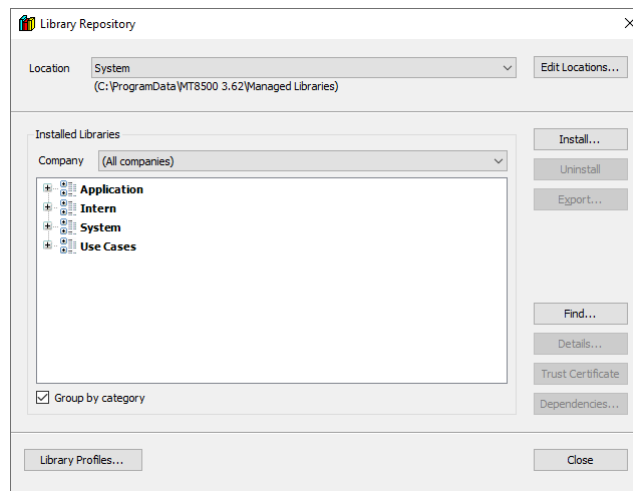 Library Repository
Location System Edit Locations...
(C:\ProgramData\MT8500 3.62\Managed Libraries)
Installed Libraries
Install...
Company (All companies)
Uninstall
Application
Export...
Intern
System
Use Cases
Find...
Details...
Trust Certificate
Group by category
Dependencies...
Library Profiles... Close